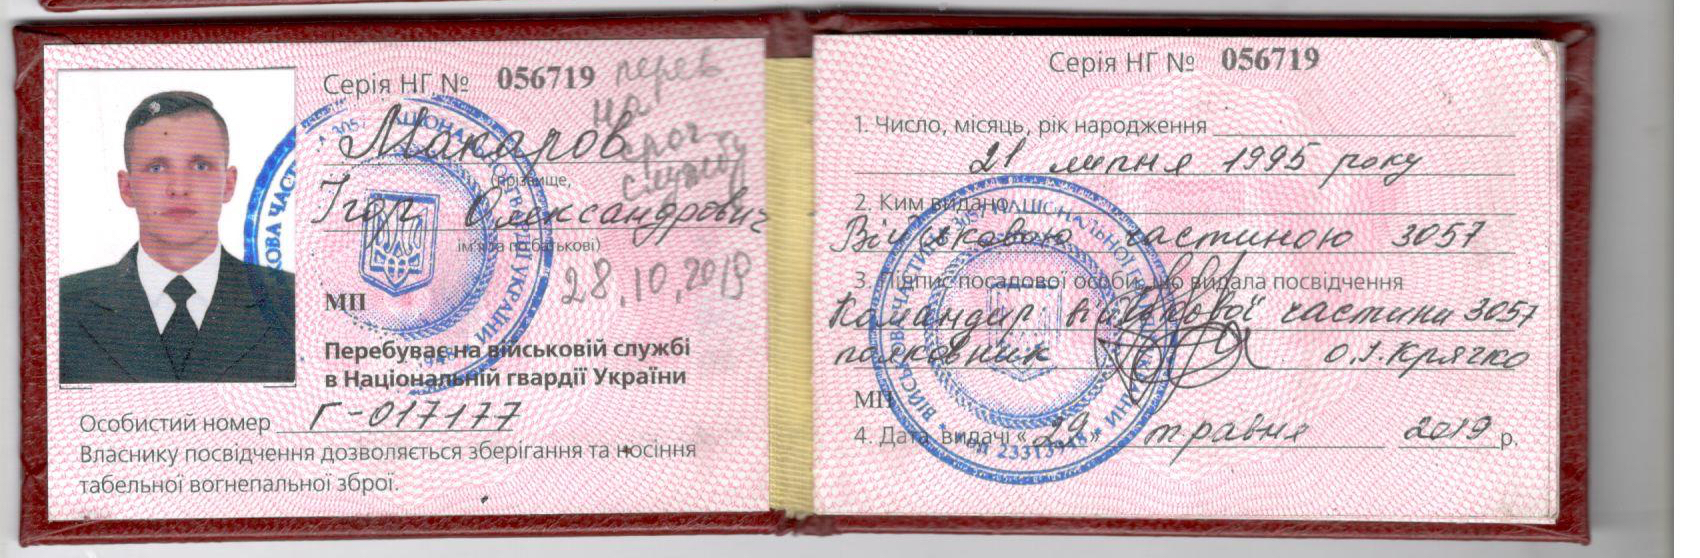 Серія НГ № 056719
перев
на
строк
службу
Макаров
(прізвище,
Ігор Олександрович
ім'я та по батькові)
28.10.2019
МП
Перебуває на військовій службі
в Національній гвардії України
Особистий номер Г-017177
Власнику посвідчення дозволяється зберігання та носіння
табельної вогнепальної зброї.
Серія НГ № 056719
1. Число, місяць, рік народження
21 липня 1995 року
2. Ким видано
Військовою частиною 3057
3. Підпис посадової особи, що видала посвідчення
Командир військової частини 3057
полковник О.І.Крячко
МП
4. Дата видачі «29» травня 2019 р.